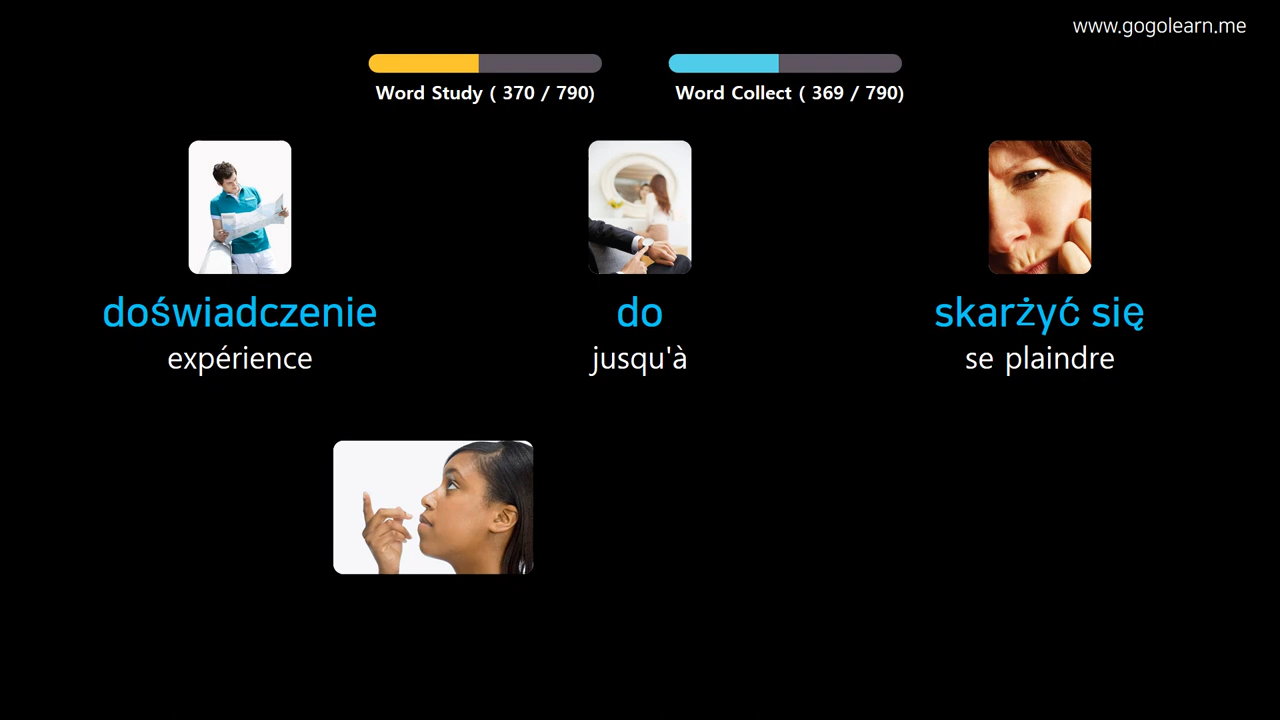 www.gogolearn.me
Word Study ( 370 / 790)
Word Collect ( 369 / 790)
doświadczenie
expérience
do
jusqu'à
skarżyć się
se plaindre